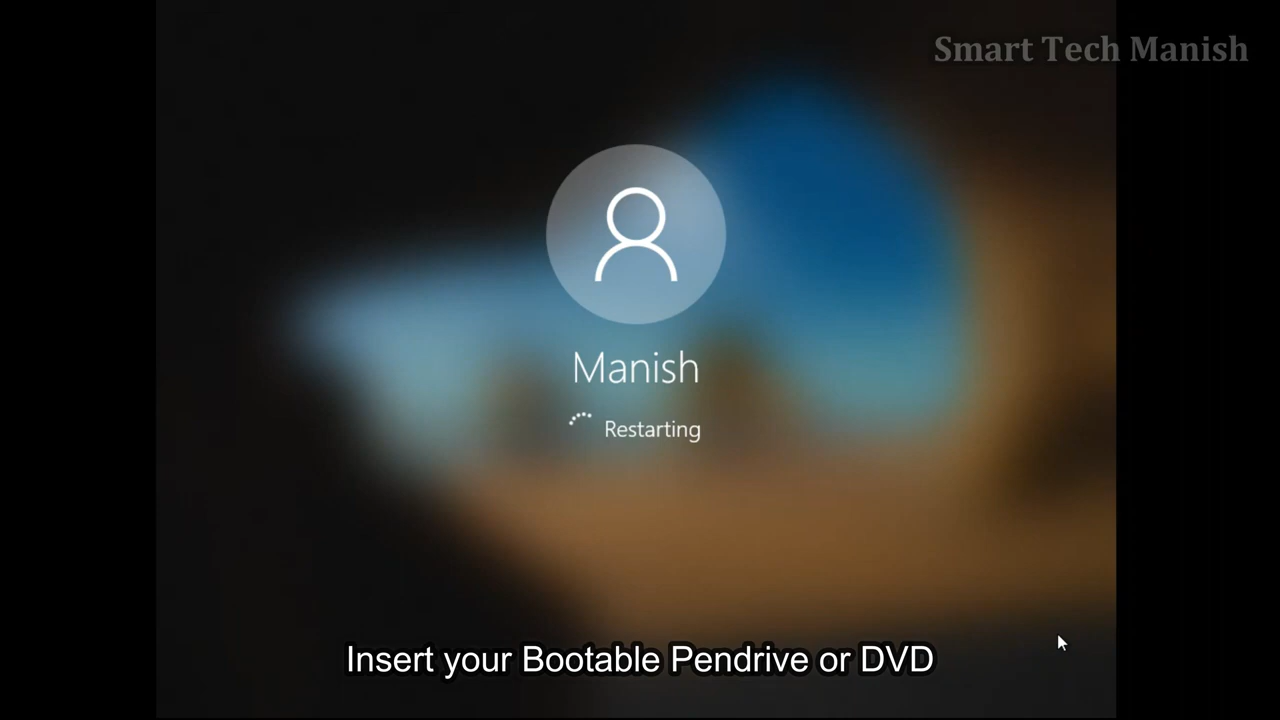 Smart Tech Manish
Manish
Restarting
Insert your Bootable Pendrive or DVD